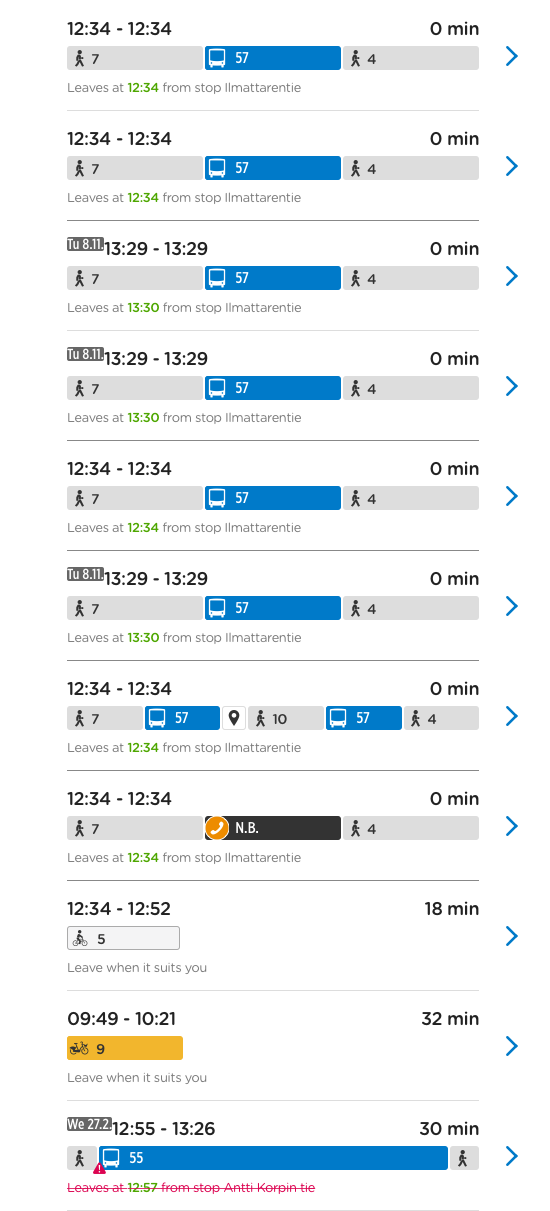 12:34 - 12:34 0 min
7 57 4
Leaves at 12:34 from stop Ilmattarentie
12:34 - 12:34 0 min
7 57 4
Leaves at 12:34 from stop Ilmattarentie
Tu 8.11. 13:29 - 13:29 0 min
7 57 4
Leaves at 13:30 from stop Ilmattarentie
Tu 8.11. 13:29 - 13:29 0 min
7 57 4
Leaves at 13:30 from stop Ilmattarentie
12:34 - 12:34 0 min
7 57 4
Leaves at 12:34 from stop Ilmattarentie
Tu 8.11. 13:29 - 13:29 0 min
7 57 4
Leaves at 13:30 from stop Ilmattarentie
12:34 - 12:34 0 min
7 57 10 57 4
Leaves at 12:34 from stop Ilmattarentie
12:34 - 12:34 0 min
7 N.B. 4
Leaves at 12:34 from stop Ilmattarentie
12:34 - 12:52 18 min
5
Leave when it suits you
09:49 - 10:21 32 min
9
Leave when it suits you
We 27.2. 12:55 - 13:26 30 min
55
Leaves at 12:57 from stop Antti Korpin tie